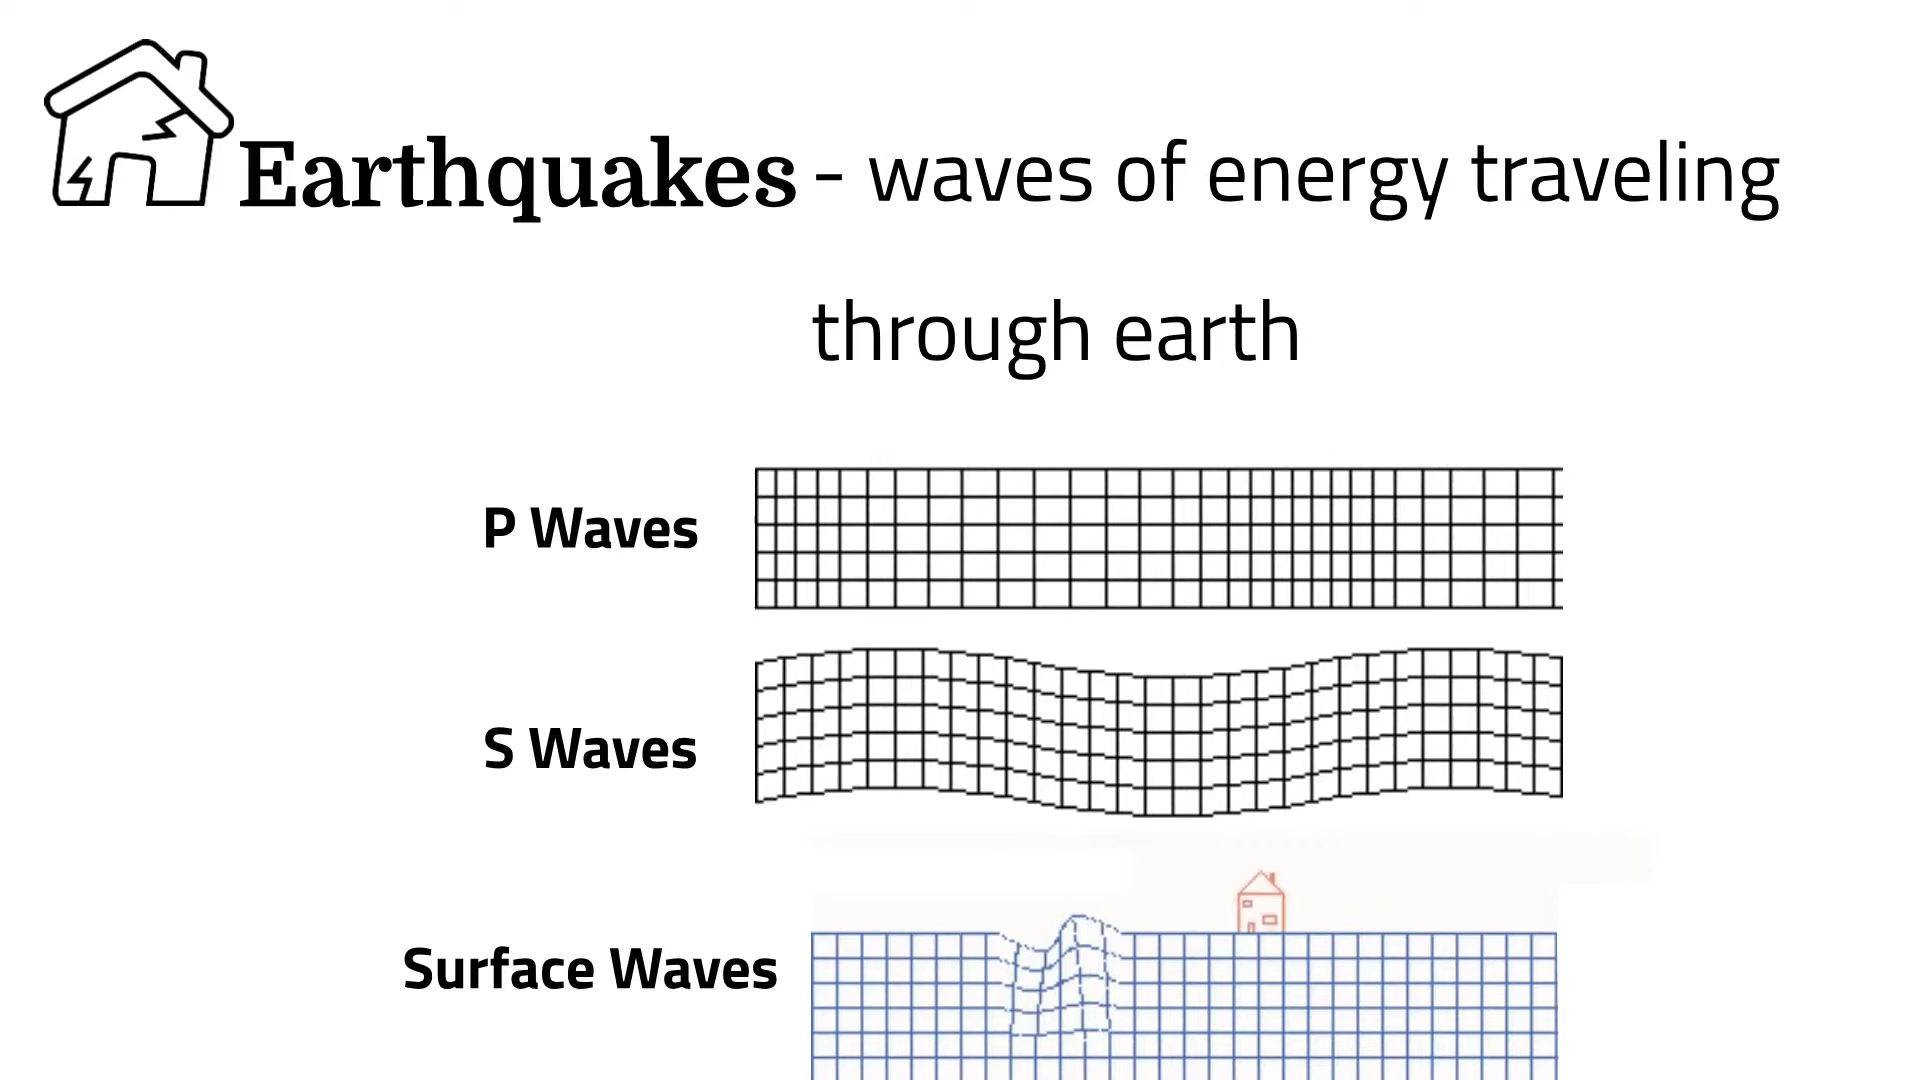 Earthquakes - waves of energy traveling
through earth
P Waves
S Waves
Surface Waves